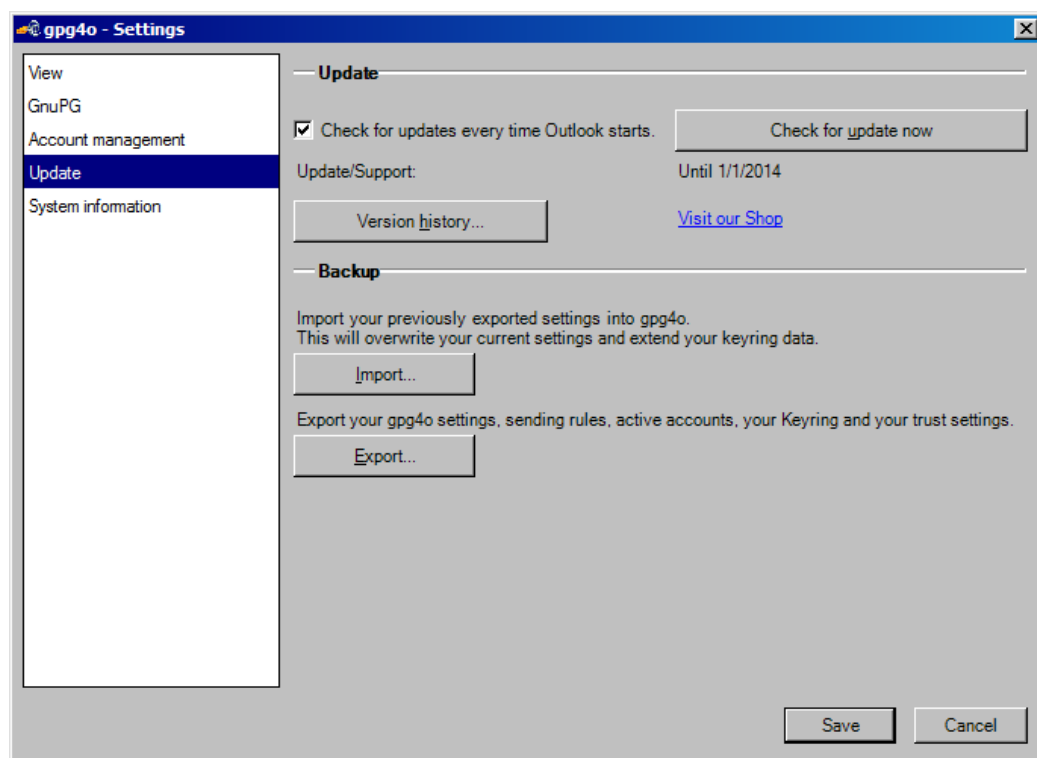 gpg4o - Settings
View
GnuPG
Account management
Update
System information
Update
Check for updates every time Outlook starts.
Check for update now
Update/Support:
Until 1/1/2014
Version history...
Visit our Shop
Backup
Import your previously exported settings into gpg4o.
This will overwrite your current settings and extend your keyring data.
Import...
Export your gpg4o settings, sending rules, active accounts, your Keyring and your trust settings.
Export...
Save
Cancel